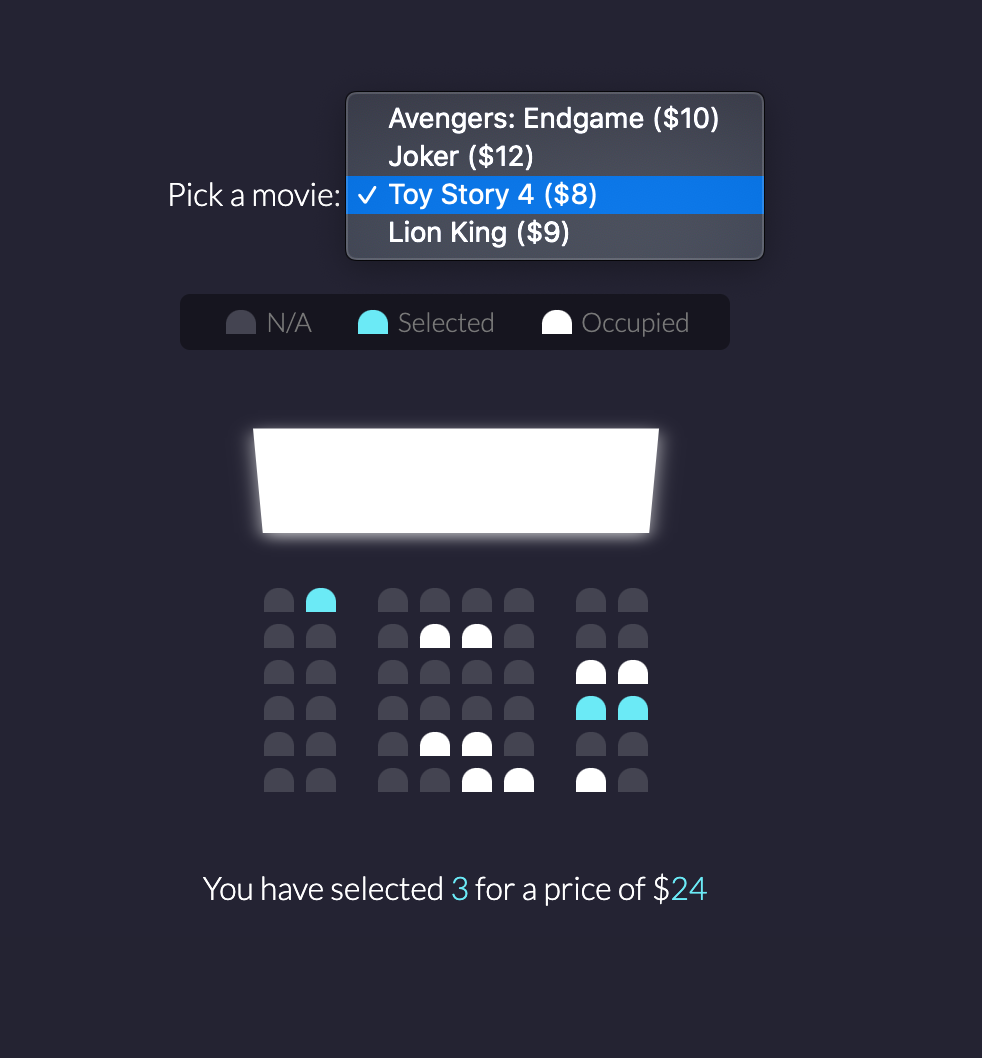 Avengers: Endgame ($10)
Joker ($12)
Pick a movie: ✓ Toy Story 4 ($8)
Lion King ($9)
N/A Selected Occupied
You have selected 3 for a price of $24